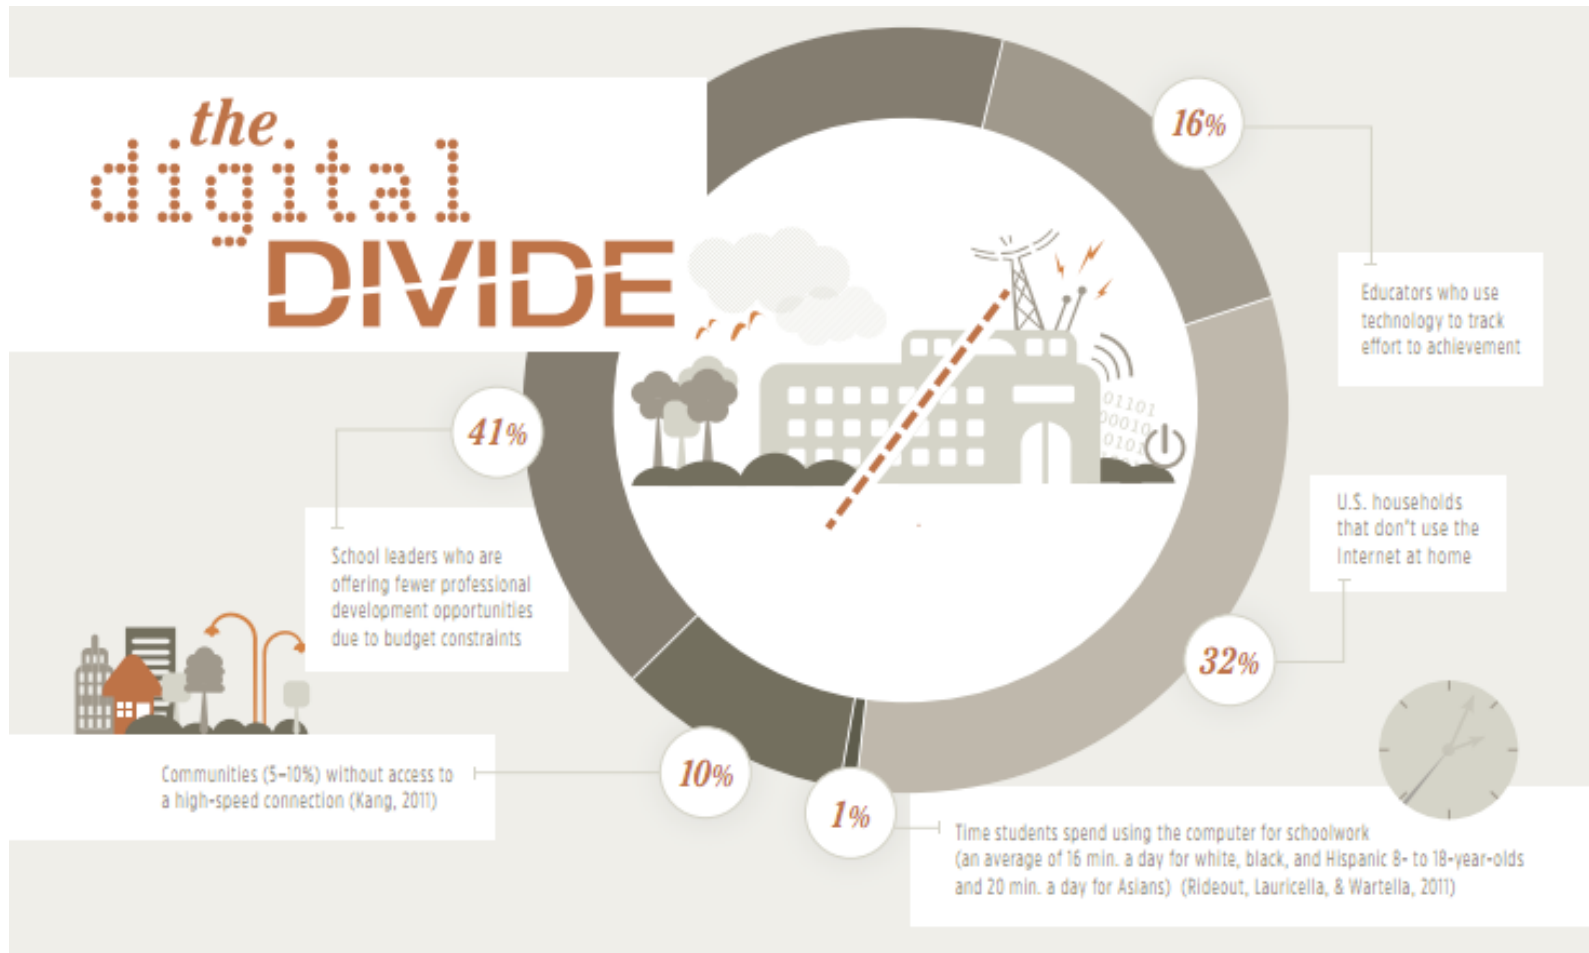 the
digital
DIVIDE
16%
Educators who use
technology to track
effort to achievement
41%
School leaders who are
offering fewer professional
development opportunities
due to budget constraints
01101
00010
0101
U.S. households
that don"t use the
Internet at home
32%
10%
Communities (5–10%) without access to
a high-speed connection (Kang, 2011)
1%
Time students spend using the computer for schoolwork
(an average of 16 min. a day for white, black, and Hispanic 8- to 18-year-olds
and 20 min. a day for Asians) (Rideout, Lauricella, & Wartella, 2011)